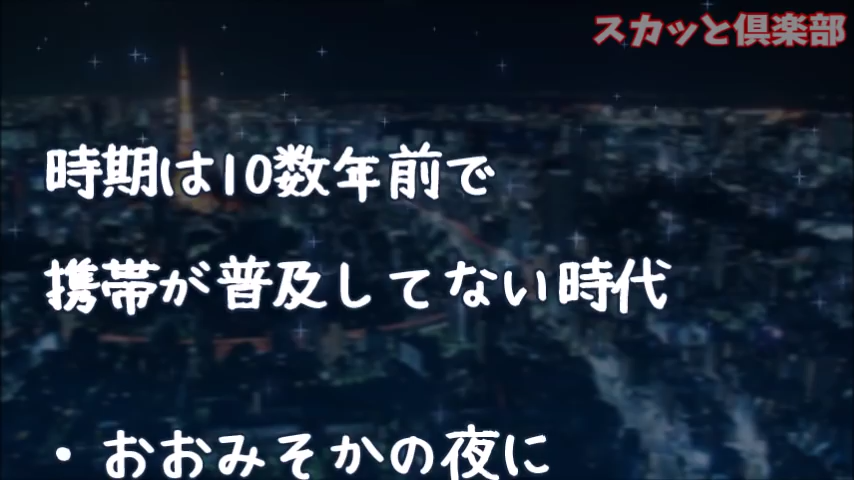 スカッと倶楽部
時期は10数年前で
携帯が普及してない時代
・おおみそかの夜に